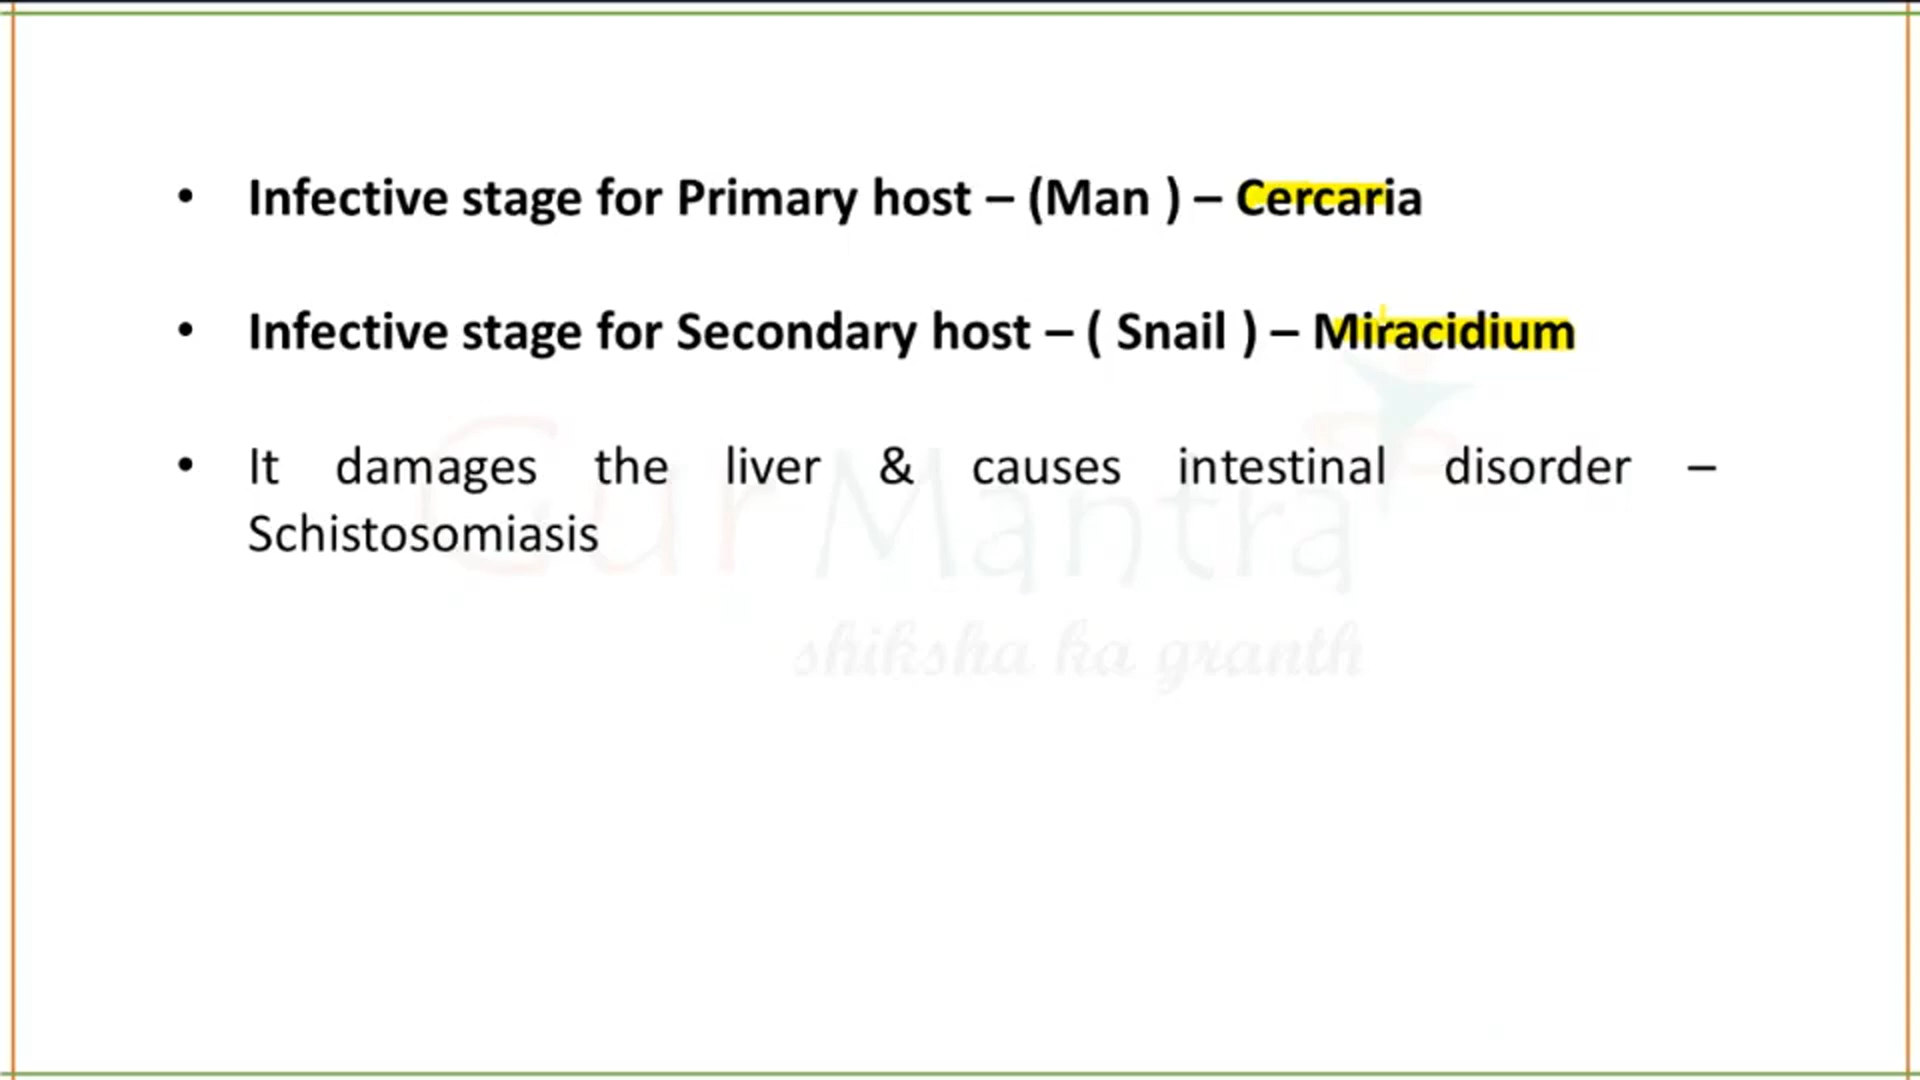 • Infective stage for Primary host – (Man ) – Cercaria
• Infective stage for Secondary host – ( Snail ) – Miracidium
• It damages the liver & causes intestinal disorder –
Schistosomiasis
GurMantra
shiksha ka granth